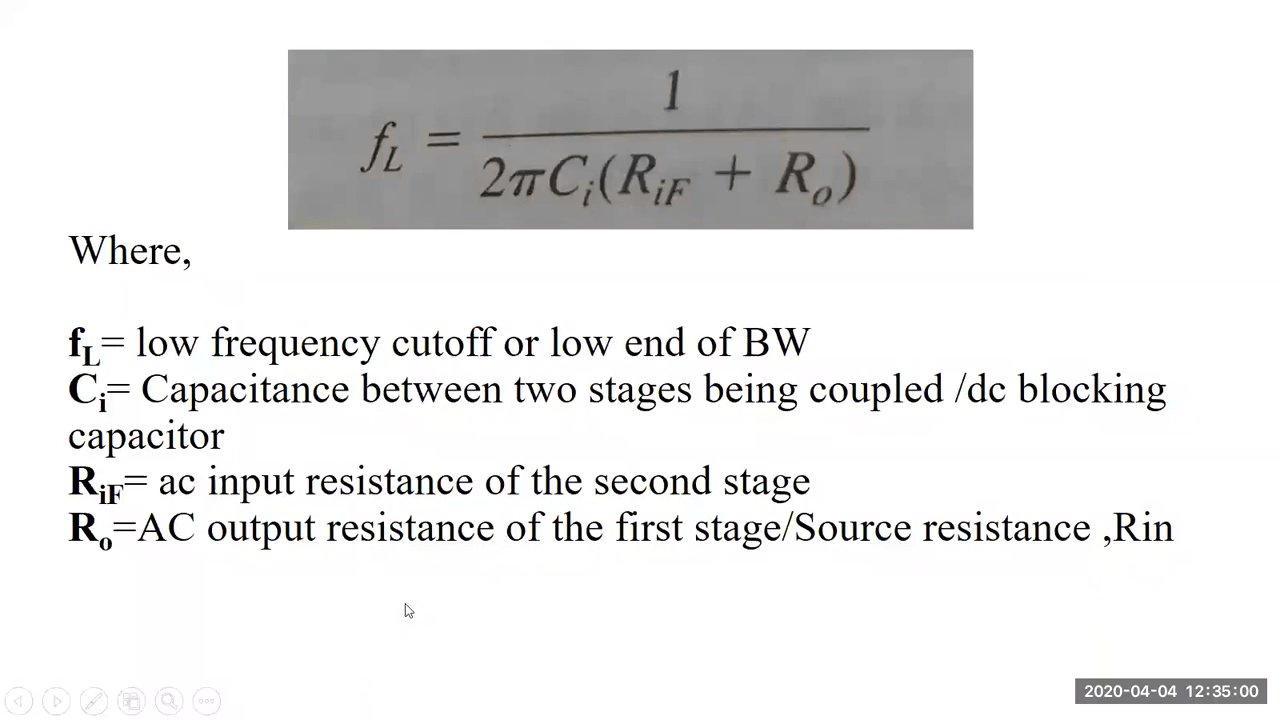 f_L = 1 / 2πC_i(R_iF + R_o)
Where,
f_L= low frequency cutoff or low end of BW
C_i= Capacitance between two stages being coupled /dc blocking
capacitor
R_iF= ac input resistance of the second stage
R_o=AC output resistance of the first stage/Source resistance ,Rin
2020-04-04 12:35:00